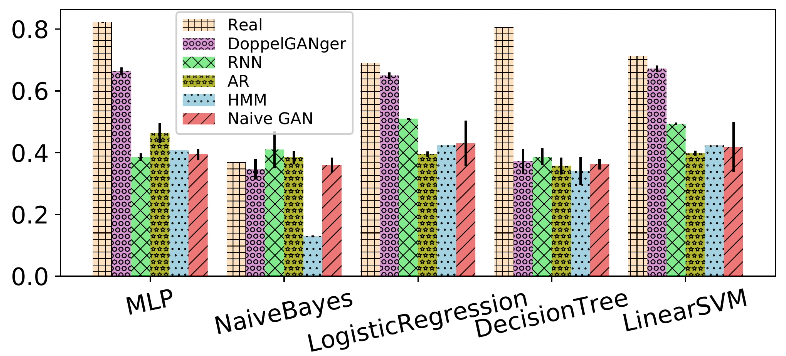 0.8
0.6
0.4
0.2
0.0
Real
DoppelGANger
RNN
AR
HMM
Naive GAN
MLP
NaiveBayes
LogisticRegression
DecisionTree
LinearSVM